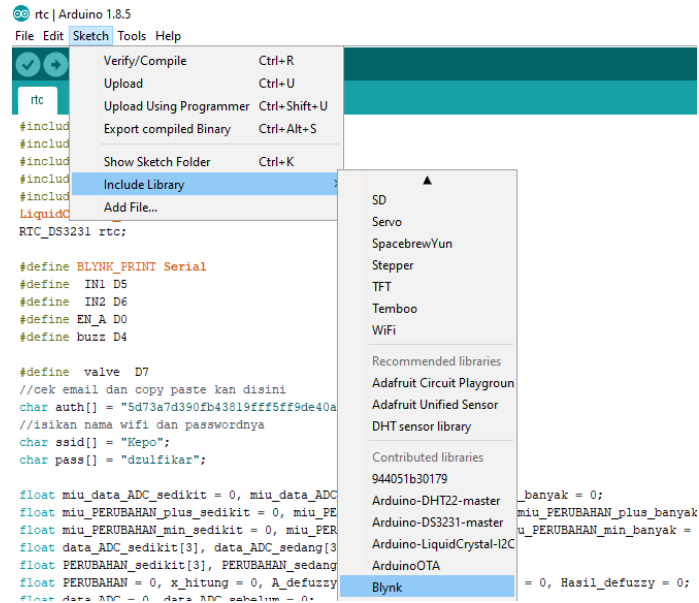 rtc | Arduino 1.8.5
File Edit Sketch Tools Help
Verify/Compile Ctrl+R
Upload Ctrl+U
Upload Using Programmer Ctrl+Shift+U
Export compiled Binary Ctrl+Alt+S
Show Sketch Folder Ctrl+K
Include Library
Add File...
SD
Servo
SpacebrewYun
Stepper
TFT
Temboo
WiFi
Recommended libraries
Adafruit Circuit Playgroun
Adafruit Unified Sensor
DHT sensor library
Contributed libraries
944051b30179
Arduino-DHT22-master
Arduino-DS3231-master
Arduino-LiquidCrystal-I2C
ArduinoOTA
Blynk
rtc
#includ
#includ
#includ
#includ
#includ
LiquidC
RTC_DS3231 rtc;
#define BLYNK_PRINT Serial
#define IN1 D5
#define IN2 D6
#define EN_A D0
#define buzz D4
#define valve D7
//cek email dan copy paste kan disini
char auth[] = "5d73a7d390fb43819fff5ff9de40a
//isikan nama wifi dan passwordnya
char ssid[] = "Kepo";
char pass[] = "dzulfikar";
float miu_data_ADC_sedikit = 0, miu_data_ADC _banyak = 0;
float miu_PERUBAHAN_plus_sedikit = 0, miu_PE miu_PERUBAHAN_plus_banyak
float miu_PERUBAHAN_min_sedikit = 0, miu_PER u_PERUBAHAN_min_banyak =
float data_ADC_sedikit[3], data_ADC_sedang[3
float PERUBAHAN_sedikit[3], PERUBAHAN_sedang
float PERUBAHAN = 0, x_hitung = 0, A_defuzzy = 0, Hasil_defuzzy = 0;
float data_ADC = 0, data_ADC_sebelum = 0;